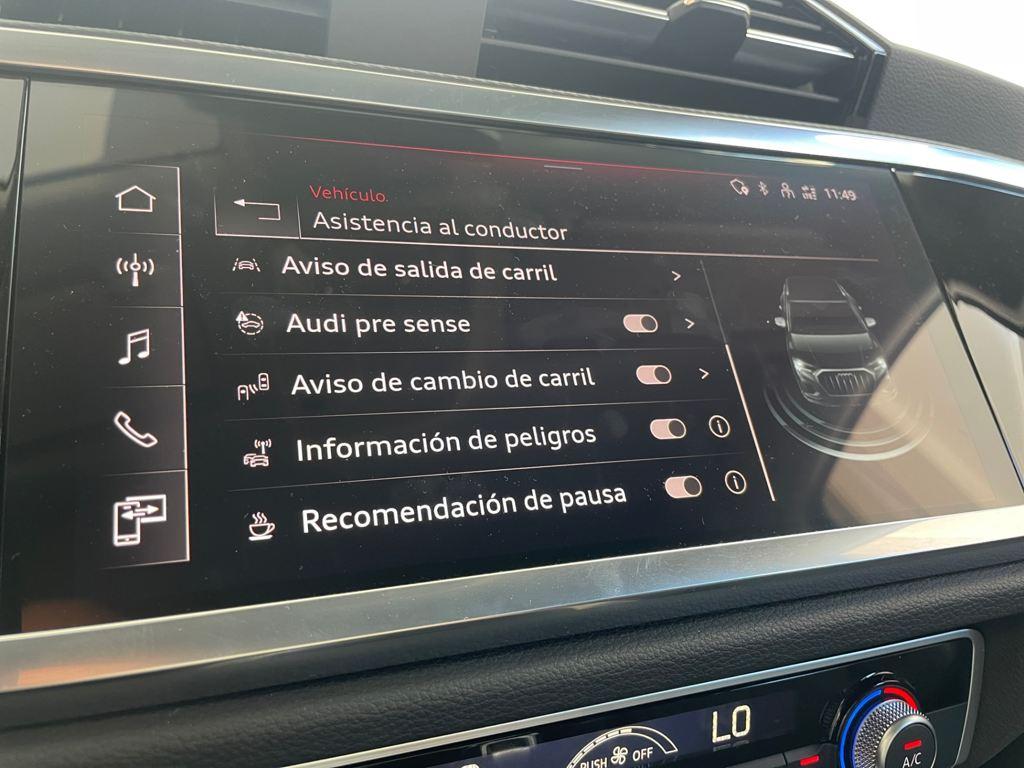 Vehículo
Asistencia al conductor
11:49
Aviso de salida de carril
Audi pre sense
Aviso de cambio de carril
Información de peligros
Recomendación de pausa
LO
PUSH OFF
A/C